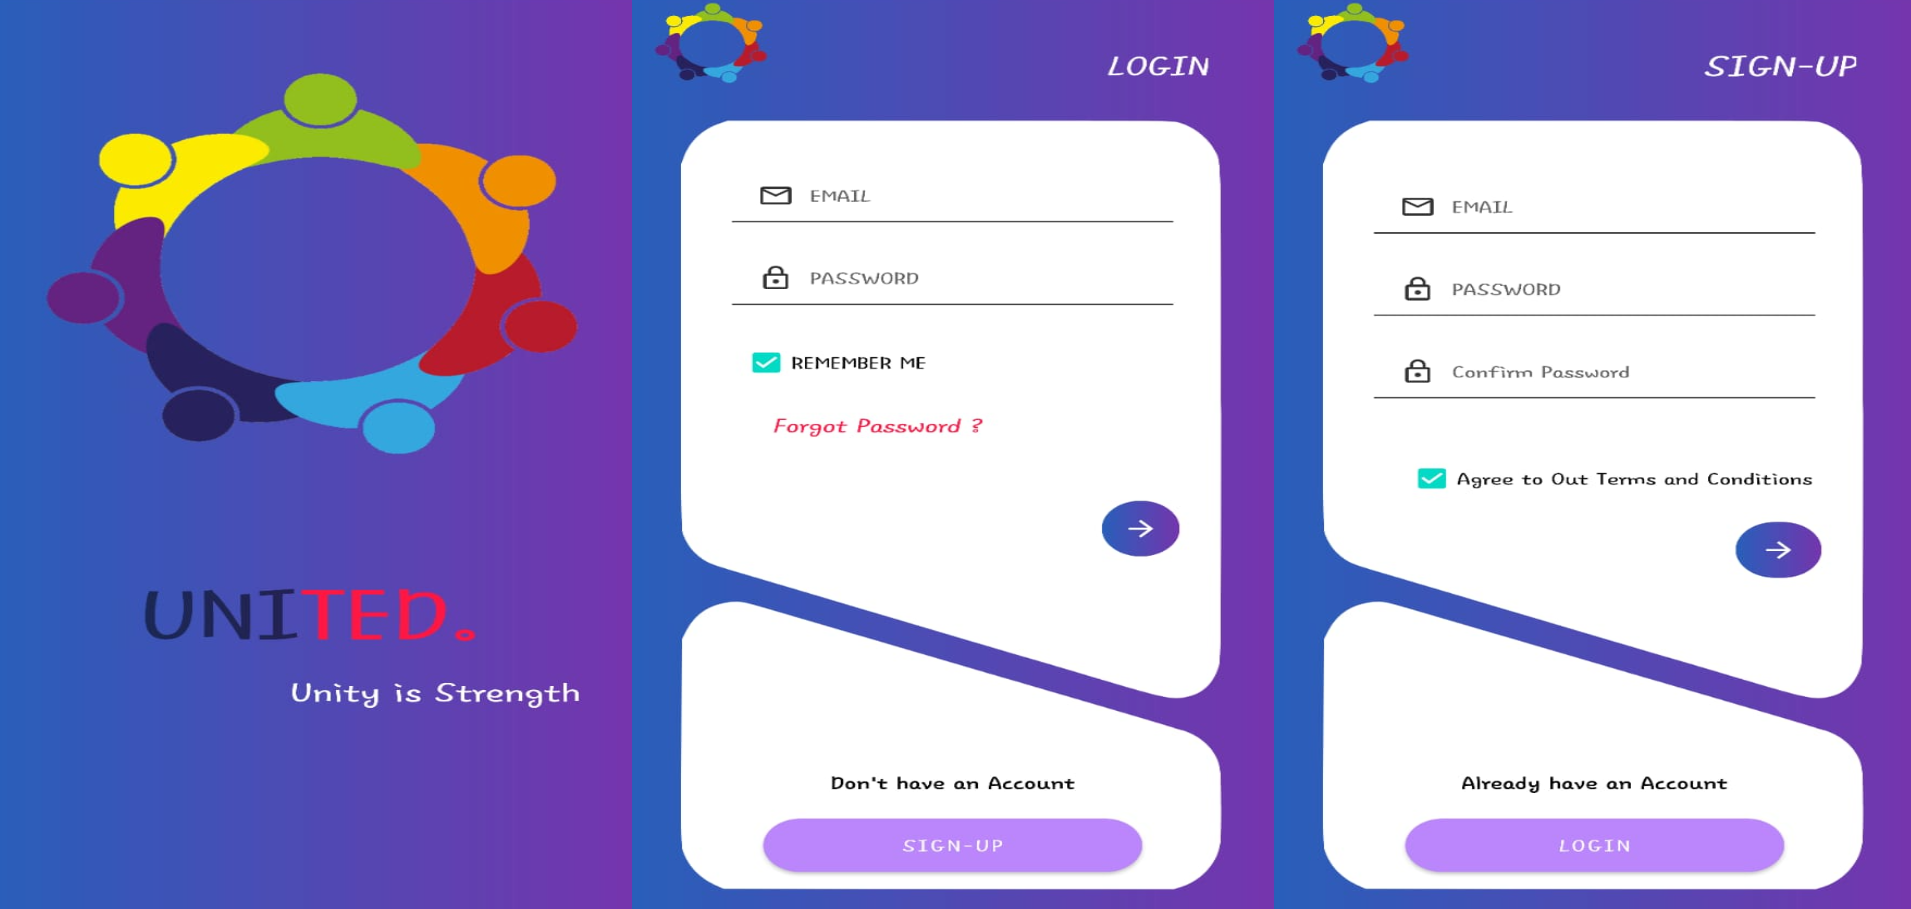 UNITED.
Unity is Strength
LOGIN
EMAIL
PASSWORD
REMEMBER ME
Forgot Password ?
Don't have an Account
SIGN-UP
SIGN-UP
EMAIL
PASSWORD
Confirm Password
Agree to Out Terms and Conditions
Already have an Account
LOGIN